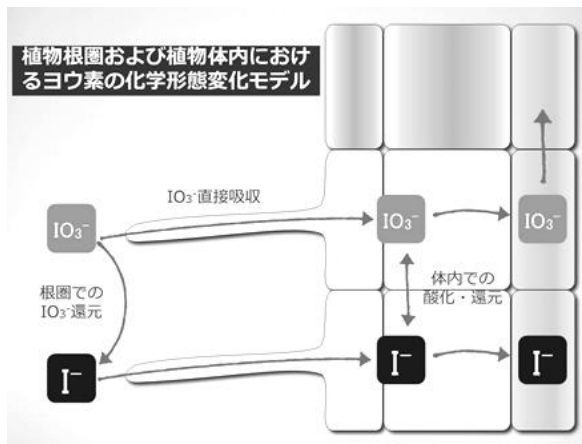 植物根圏および植物体内におけ
るヨウ素の化学形態変化モデル
IO₃⁻直接吸収
IO₃⁻
IO₃⁻
IO₃⁻
根圏での
IO₃⁻還元
体内での
酸化・還元
I⁻
I⁻
I⁻